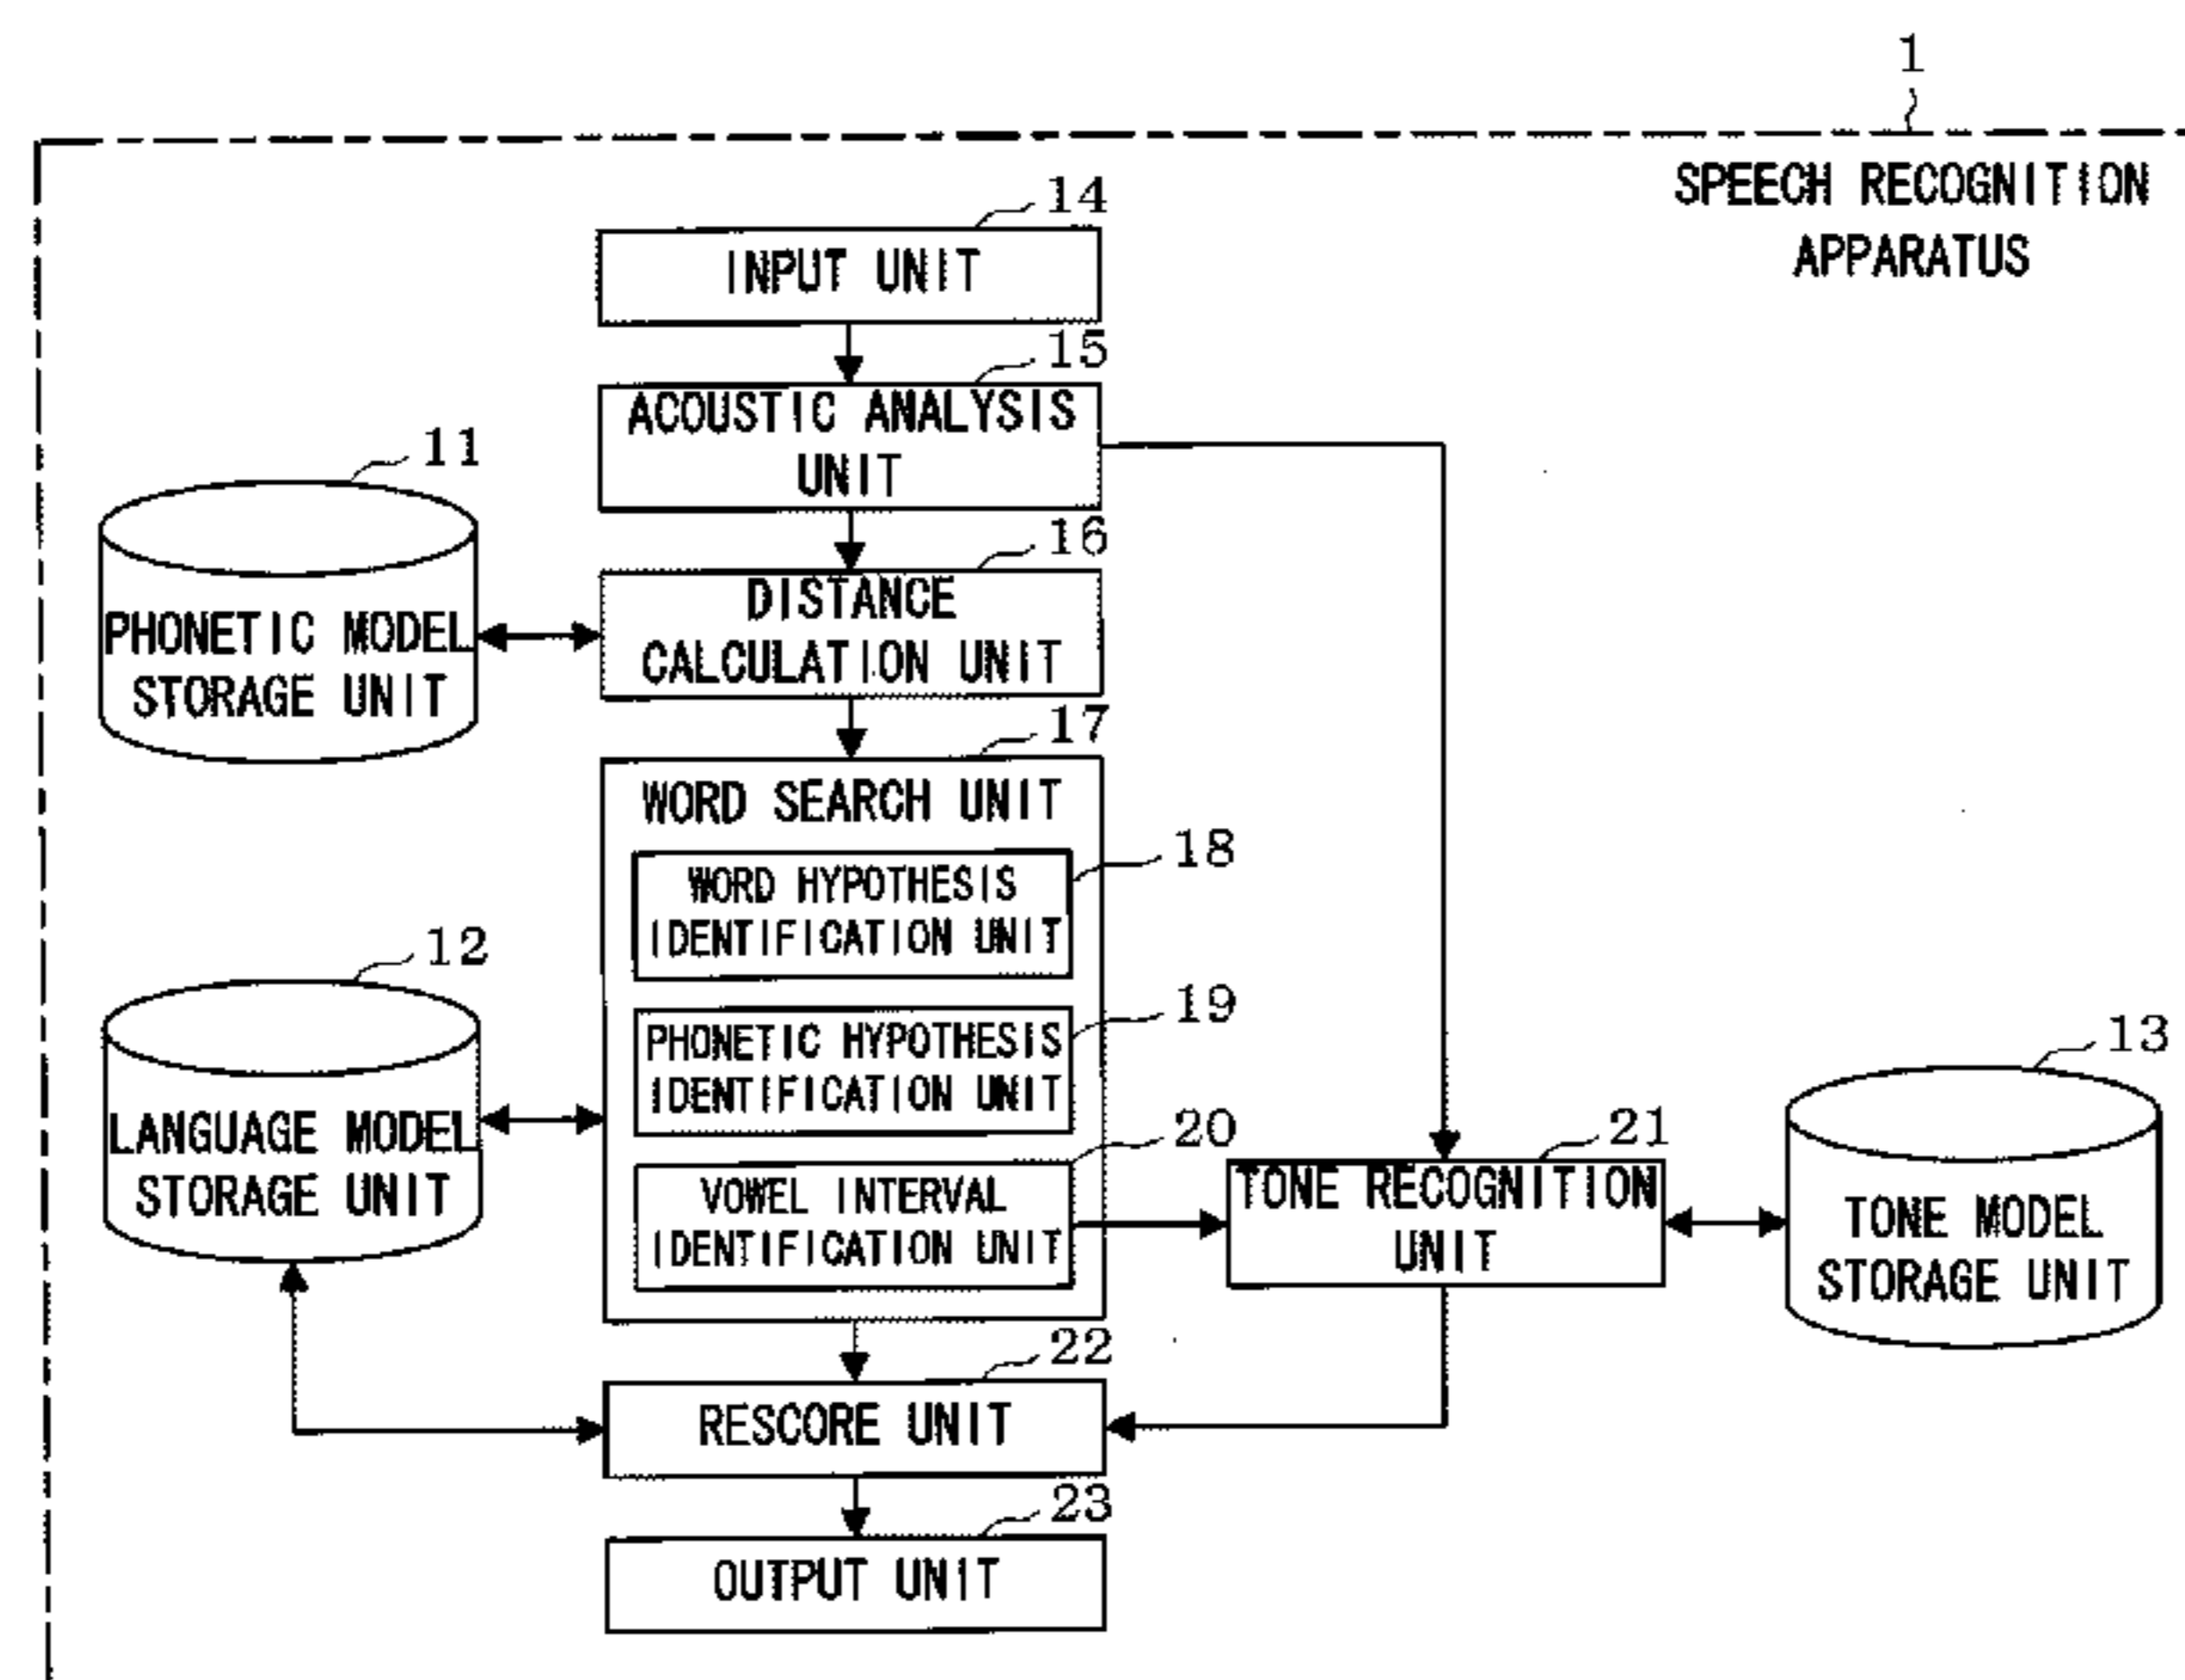 1
SPEECH RECOGNITION
APPARATUS
14
INPUT UNIT
15
ACOUSTIC ANALYSIS
UNIT
11
PHONETIC MODEL
STORAGE UNIT
16
DISTANCE
CALCULATION UNIT
17
WORD SEARCH UNIT
18
WORD HYPOTHESIS
IDENTIFICATION UNIT
12
LANGUAGE MODEL
STORAGE UNIT
19
PHONETIC HYPOTHESIS
IDENTIFICATION UNIT
20
VOWEL INTERVAL
IDENTIFICATION UNIT
21
TONE RECOGNITION
UNIT
13
TONE MODEL
STORAGE UNIT
22
RESCORE UNIT
23
OUTPUT UNIT